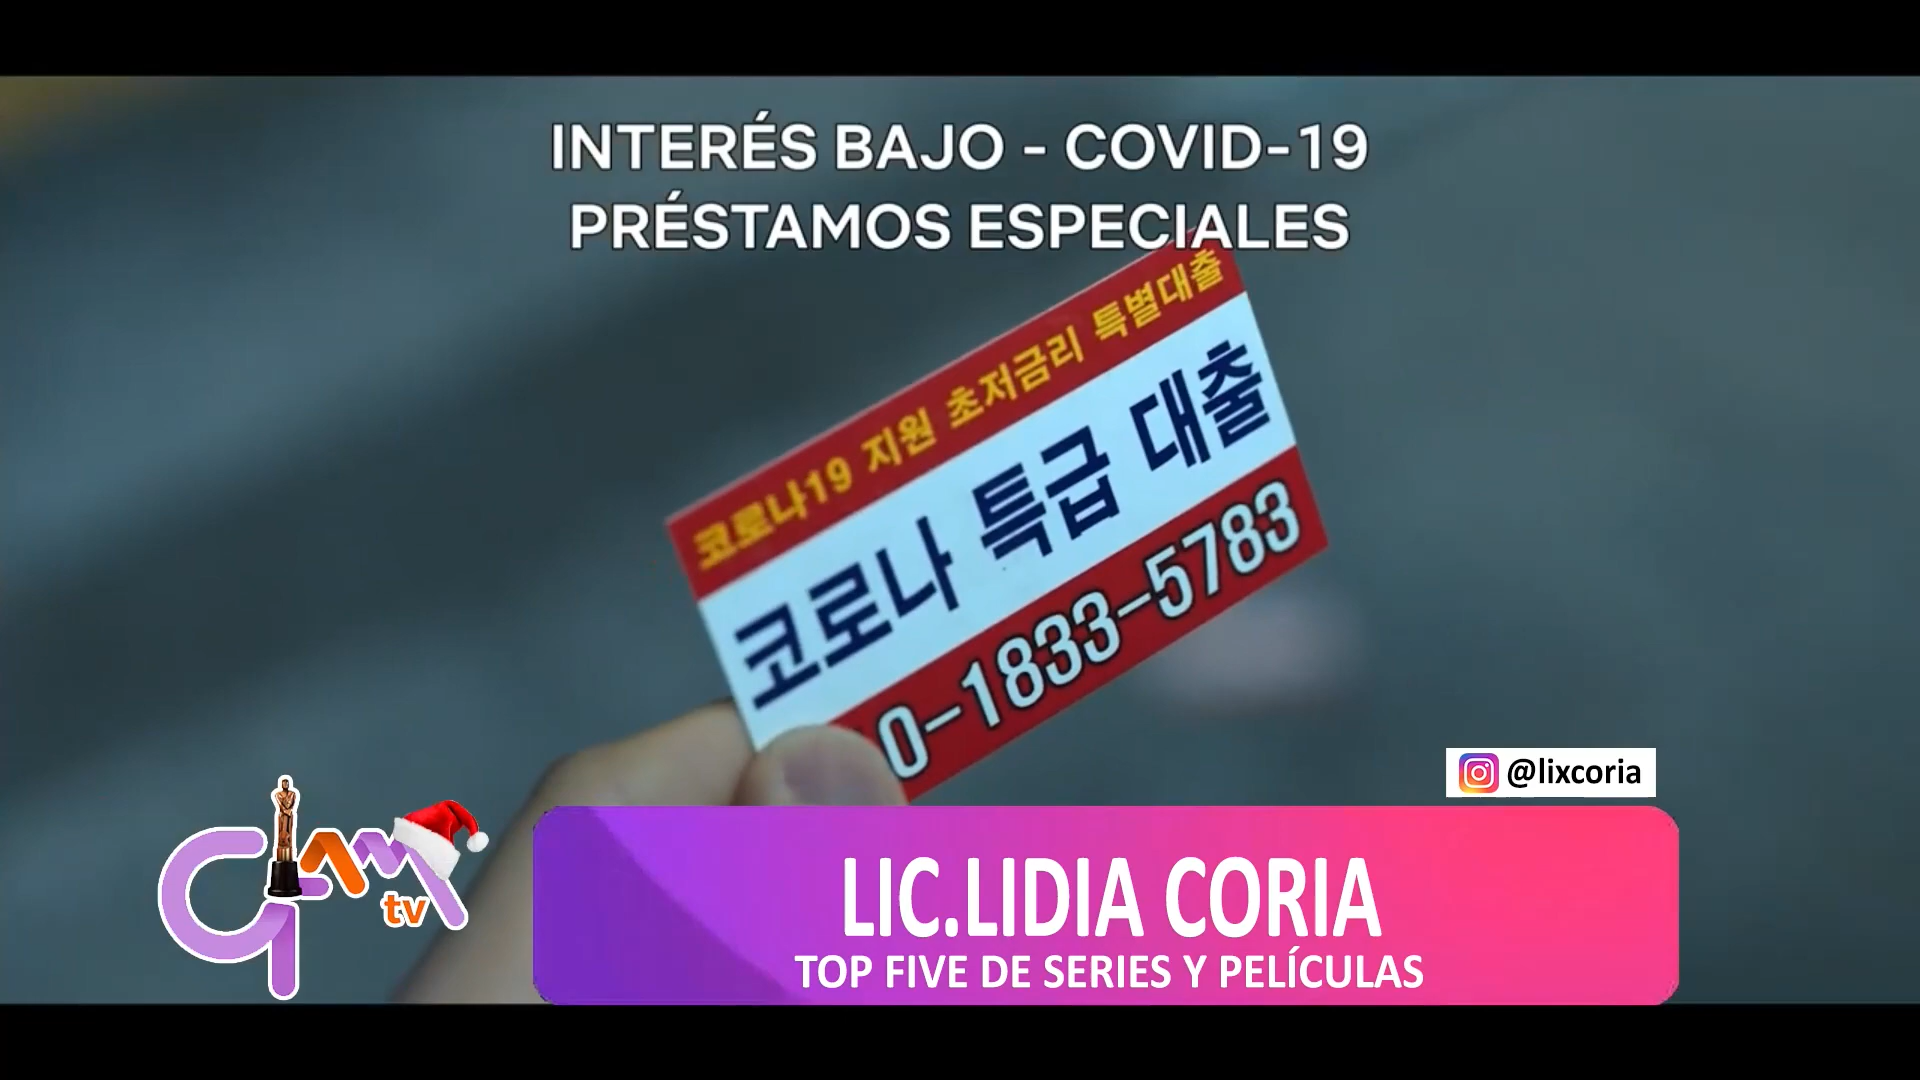 INTERÉS BAJO - COVID-19
PRÉSTAMOS ESPECIALES
코로나19 지원 초저금리 특별대출
코로나 특급 대출
0-1833-5783
@lixcoria
GLAM
tv
LIC.LIDIA CORIA
TOP FIVE DE SERIES Y PELÍCULAS